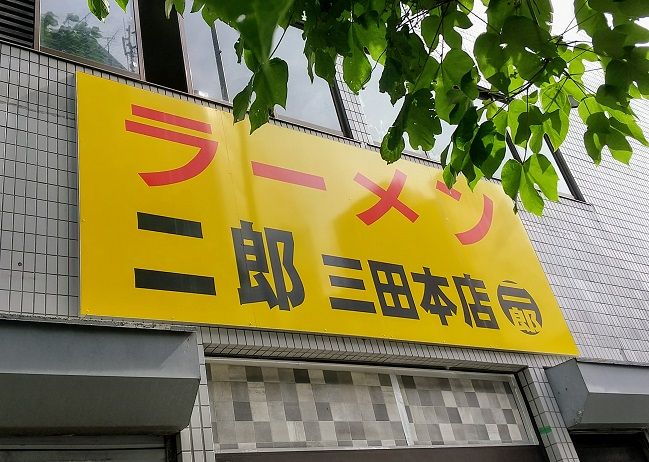 ラーメン
二郎 三田本店 二郎